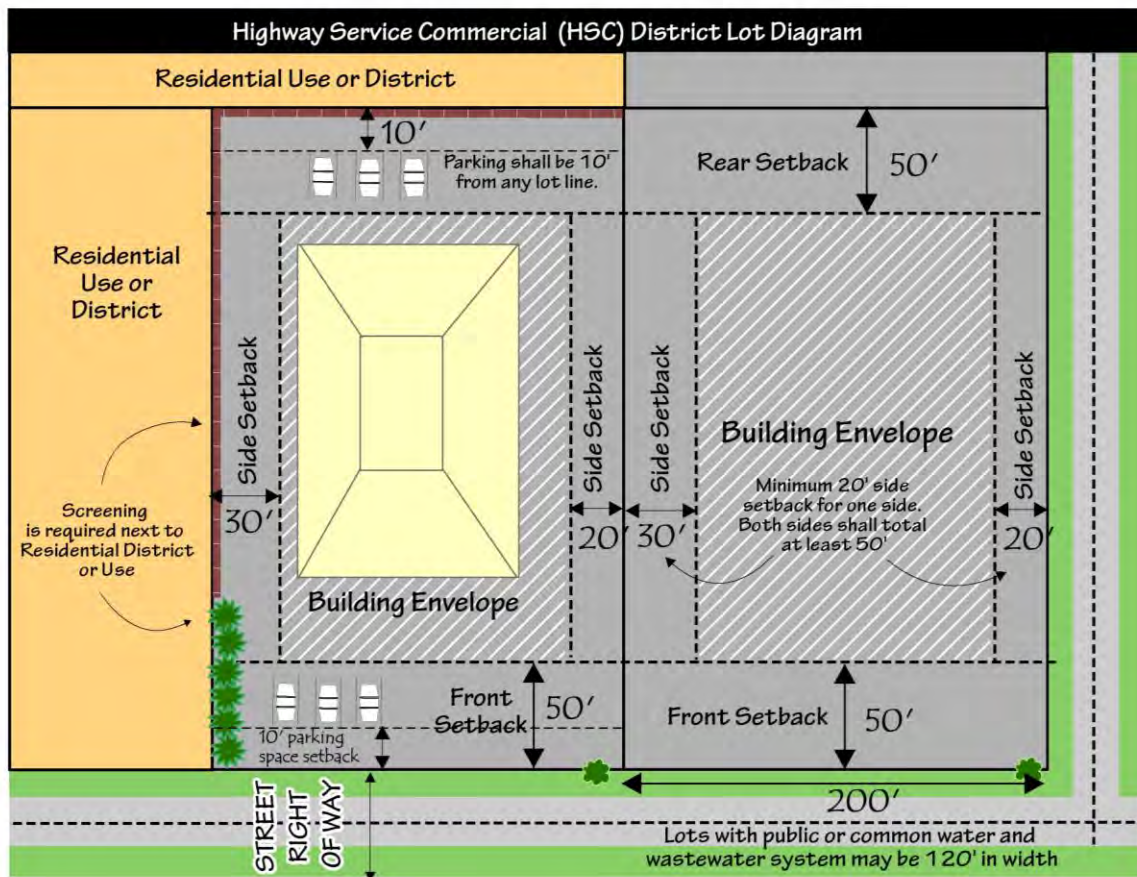 Highway Service Commercial (HSC) District Lot Diagram
Residential Use or District
10'
Parking shall be 10'
from any lot line.
Rear Setback
50'
Residential
Use or
District
Side Setback
30'
Side Setback
20'
Side Setback
30'
Side Setback
20'
Building Envelope
Minimum 20' side
setback for one side.
Both sides shall total
at least 50'
Screening
is required next to
Residential District
or Use
Building Envelope
Front
Setback
50'
10' parking
space setback
Front Setback
50'
STREET
RIGHT
OF WAY
200'
Lots with public or common water and
wastewater system may be 120' in width